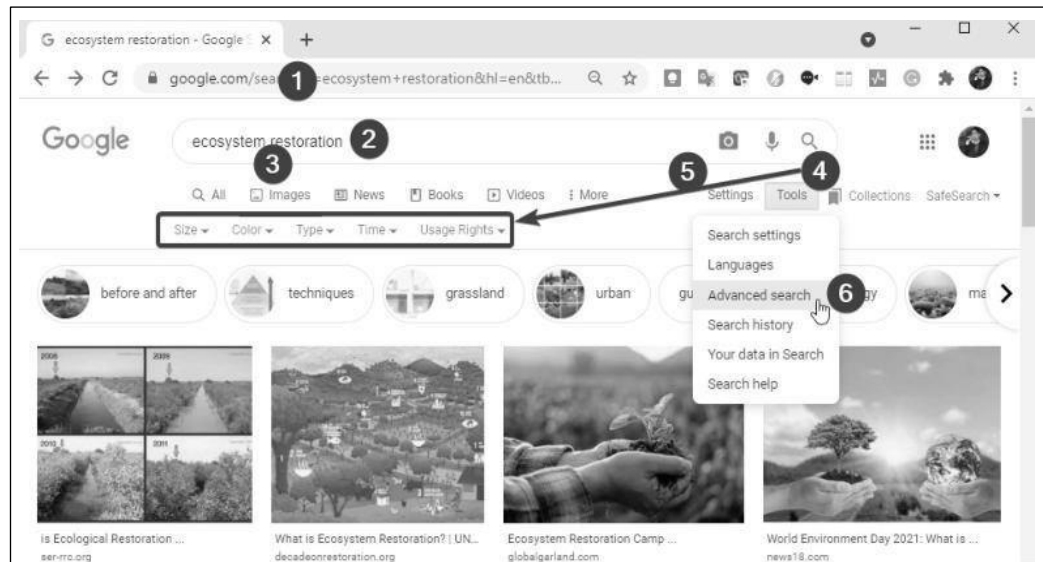 G ecosystem restoration - Google S × +
google.com/sea 1 =ecosystem+restoration&hl=en&tb...
Google ecosystem restoration 2
3 5 4
All Images News Books Videos More Settings Tools Collections SafeSearch
Size Color Type Time Usage Rights
Search settings
Languages
before and after techniques grassland urban gu Advanced search 6 gy ma
Search history
Your data in Search
Search help
2008 2009
2010 2011
is Ecological Restoration ... What is Ecosystem Restoration? | UN... Ecosystem Restoration Camp ... World Environment Day 2021: What is ...
ser-rrc.org decadeonrestoration.org globalgarland.com news18.com